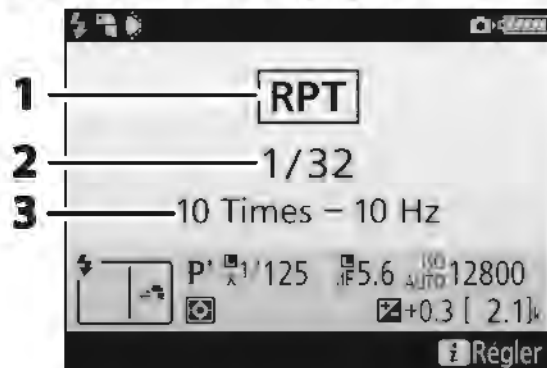 1 RPT
2 1/32
3 10 Times – 10 Hz
P* L X 1/125 L F5.6 ISO AUTO 12800
+0.3 [ 2.1]k
i Régler